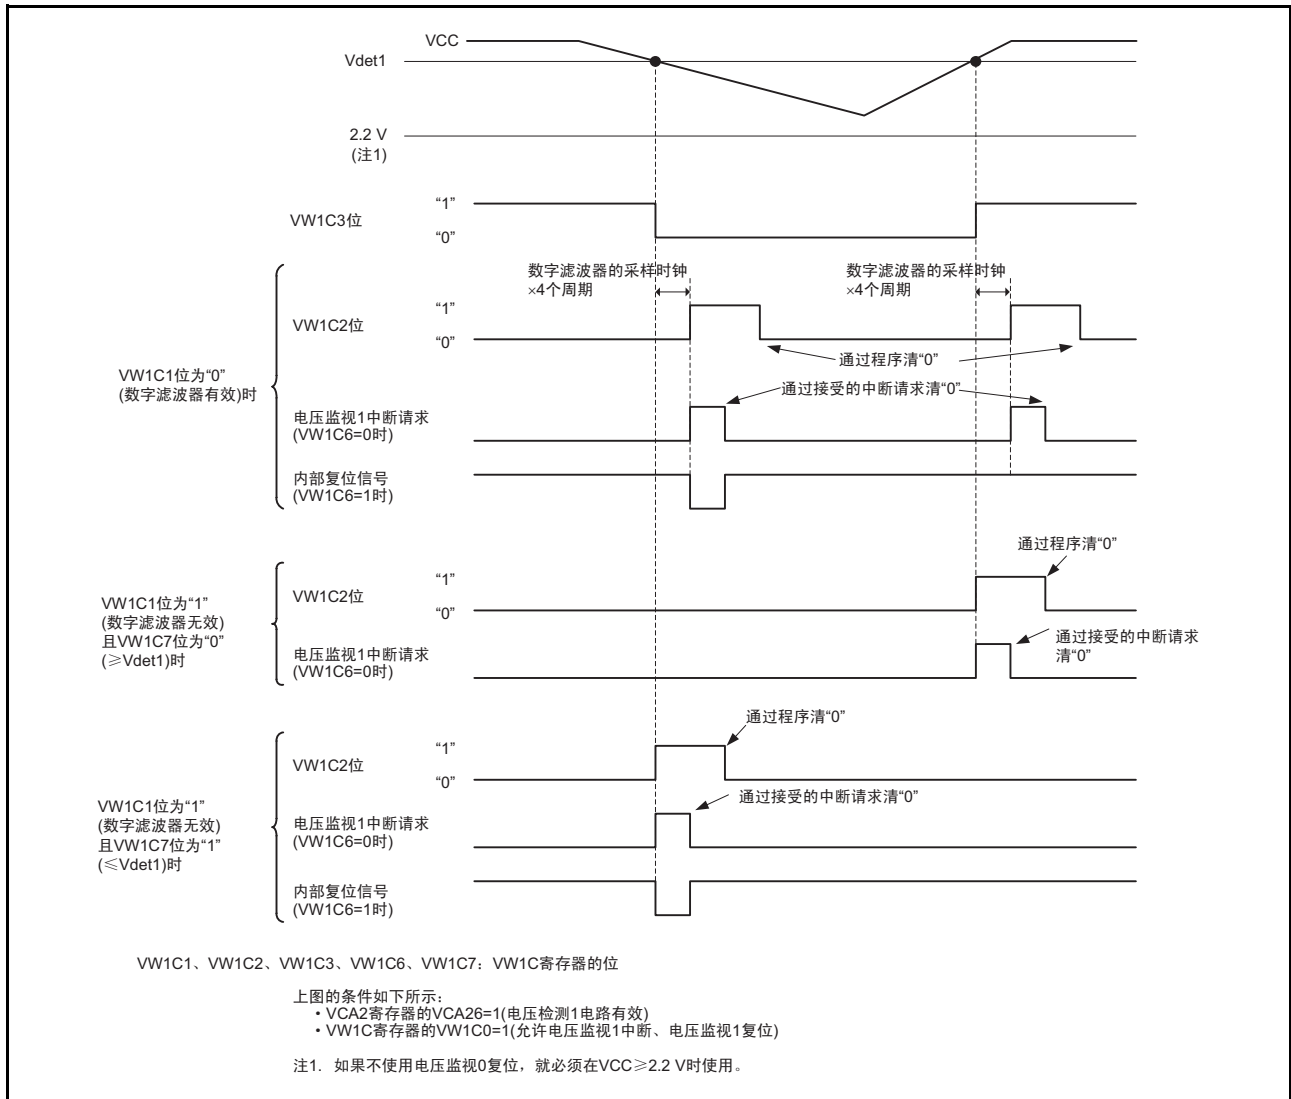 VCC
Vdet1
2.2 V
(注1)
“1”
VW1C3位
“0”
数字滤波器的采样时钟
×4个周期
数字滤波器的采样时钟
×4个周期
“1”
VW1C2位
“0”
通过程序清“0”
VW1C1位为“0”
(数字滤波器有效)时
通过接受的中断请求清“0”
电压监视1中断请求
(VW1C6=0时)
内部复位信号
(VW1C6=1时)
通过程序清“0”
“1”
VW1C2位
“0”
VW1C1位为“1”
(数字滤波器无效)
且VW1C7位为“0”
(≥Vdet1)时
通过接受的中断请求
清“0”
电压监视1中断请求
(VW1C6=0时)
通过程序清“0”
“1”
VW1C2位
“0”
通过接受的中断请求清“0”
VW1C1位为“1”
(数字滤波器无效)
且VW1C7位为“1”
(≤Vdet1)时
电压监视1中断请求
(VW1C6=0时)
内部复位信号
(VW1C6=1时)
VW1C1、VW1C2、VW1C3、VW1C6、VW1C7：VW1C寄存器的位
上图的条件如下所示：
• VCA2寄存器的VCA26=1(电压检测1电路有效)
• VW1C寄存器的VW1C0=1(允许电压监视1中断、电压监视1复位)
注1. 如果不使用电压监视0复位，就必须在VCC≥2.2 V时使用。